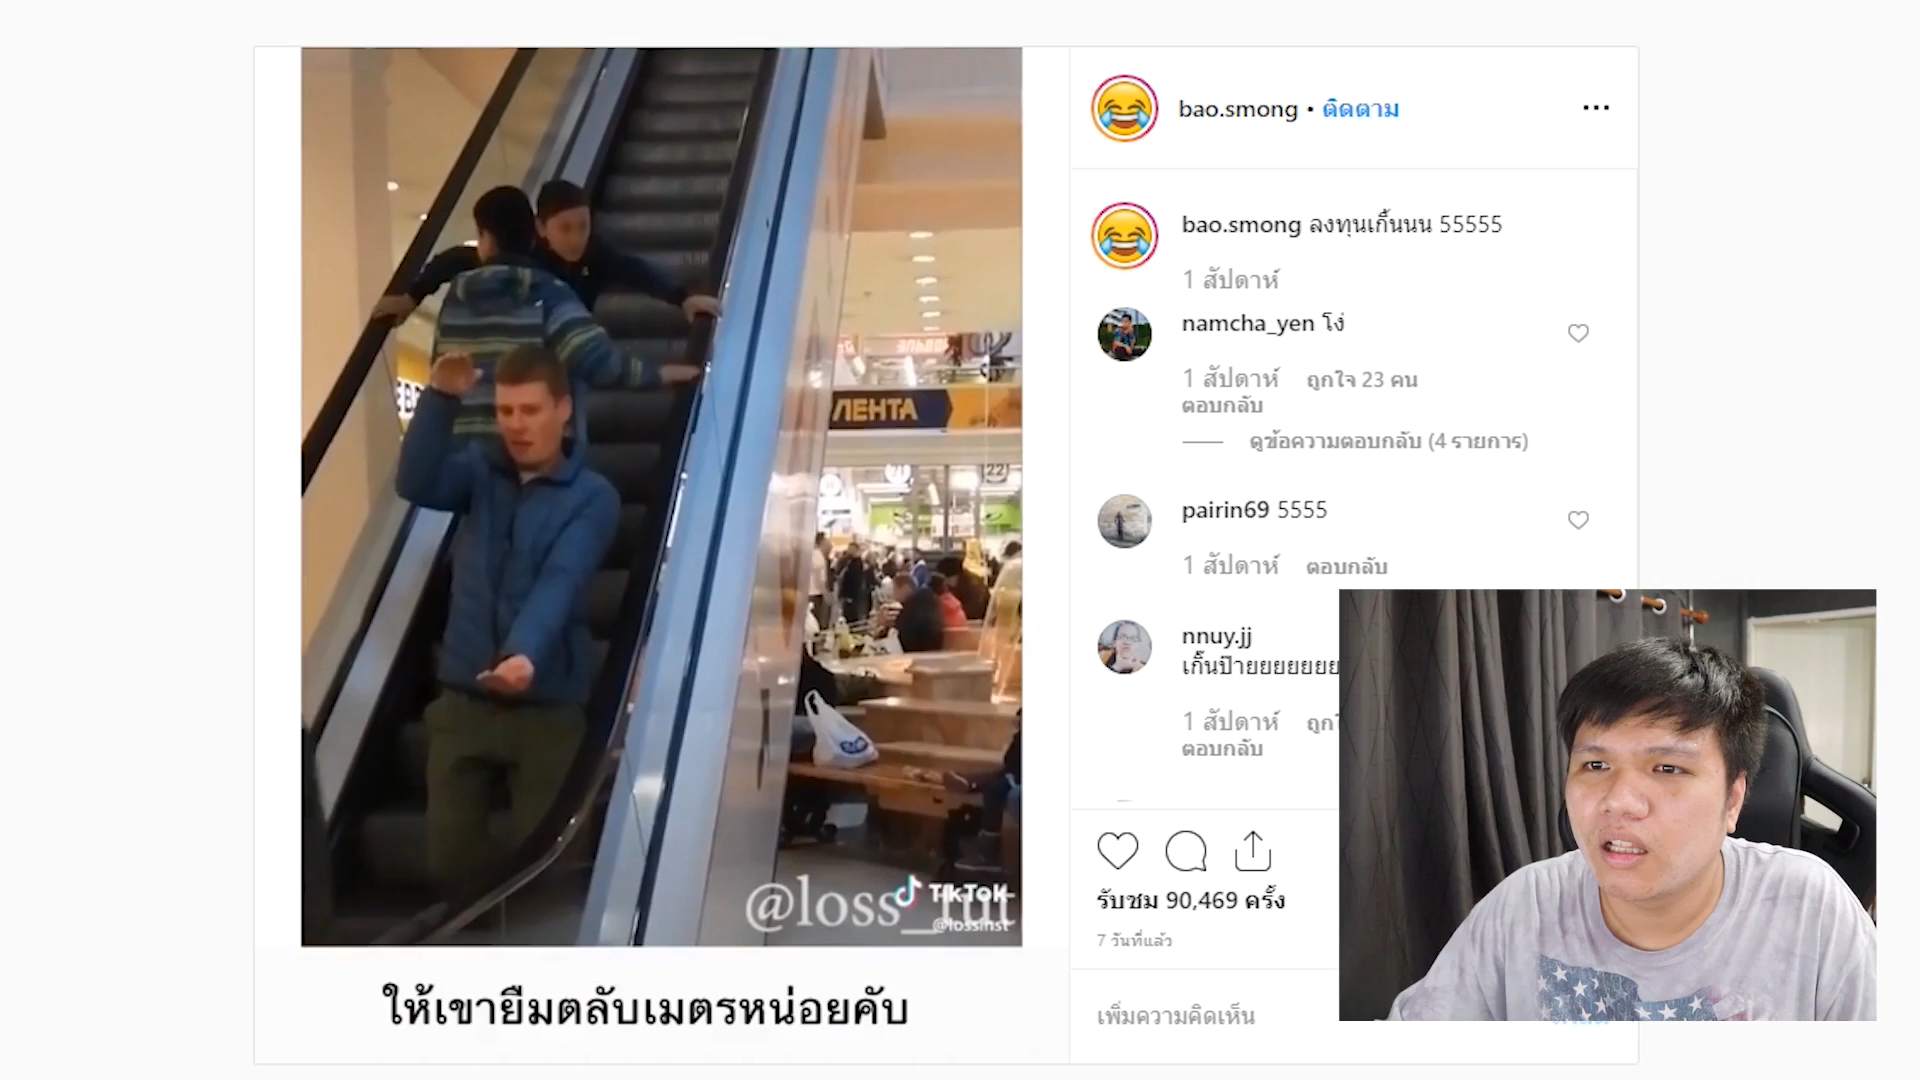 ЛЕНТА
22
@loss_fut
TikTok
@lossinst
ให้เขายืมตลับเมตรหน่อยคับ
bao.smong • ติดตาม
bao.smong ลงทุนเกิ๊นนน 55555
1 สัปดาห์
namcha_yen โง่
1 สัปดาห์ ถูกใจ 23 คน
ตอบกลับ
ดูข้อความตอบกลับ (4 รายการ)
pairin69 5555
1 สัปดาห์ ตอบกลับ
nnuy.jj
เกิ๊นป๊ายยยยยยย
1 สัปดาห์
ตอบกลับ
รับชม 90,469 ครั้ง
7 วันที่แล้ว
เพิ่มความคิดเห็น